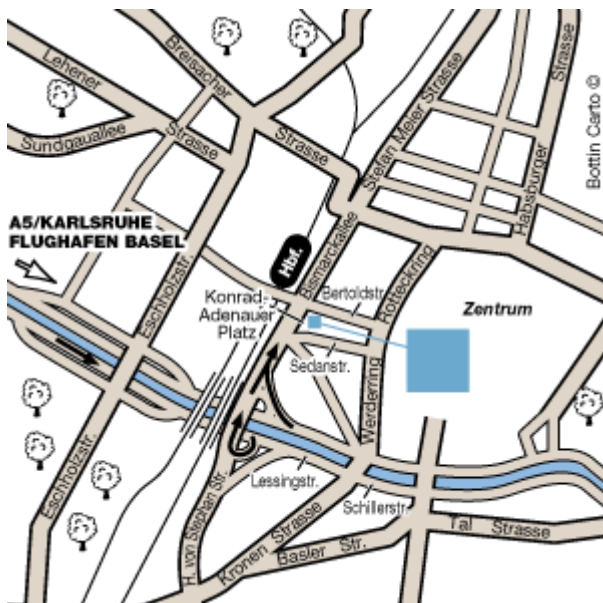 Breisacher
Strasse
Strasse
Lehener
Strasse
Sundgauallee
Stefan Meier Strasse
Habsburger
Strasse
Bottin Carto ©
A5/KARLSRUHE
FLUGHAFEN BASEL
Hbf.
Bismarckallee
Rotteckring
Bertoldstr.
Konrad-
Adenauer
Platz
Zentrum
Eschholzstr.
Sedanstr.
Werderring
Eschholzstr.
Lessingstr.
Schillerstr.
H. von Stephan Str.
Kronen Strasse
Basler Str.
Tal Strasse